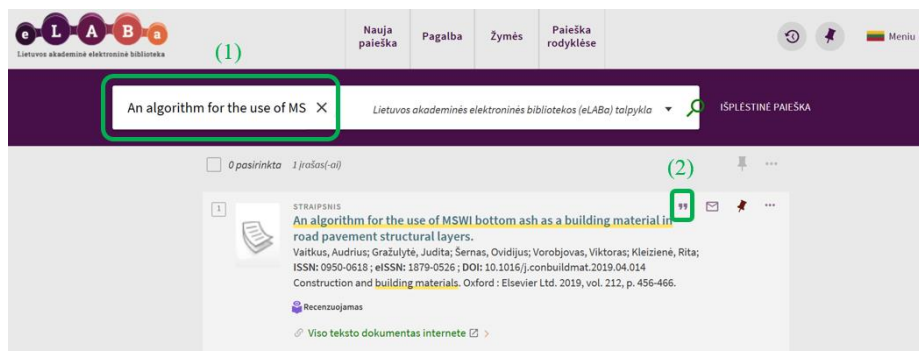 e L A B a
Lietuvos akademinė elektroninė biblioteka
(1)
Nauja paieška
Pagalba
Žymės
Paieška rodyklėse
Meniu
An algorithm for the use of MS ✕
Lietuvos akademinės elektroninės bibliotekos (eLABa) talpykla
IŠPLĖSTINĖ PAIEŠKA
0 pasirinkta 1 įrašas(-ai)
(2)
1
STRAIPSNIS
An algorithm for the use of MSWI bottom ash as a building material in
road pavement structural layers.
Vaitkus, Audrius; Gražulytė, Judita; Šernas, Ovidijus; Vorobjovas, Viktoras; Kleizienė, Rita;
ISSN: 0950-0618 ; eISSN: 1879-0526 ; DOI: 10.1016/j.conbuildmat.2019.04.014
Construction and building materials. Oxford : Elsevier Ltd. 2019, vol. 212, p. 456-466.
Recenzuojamas
Viso teksto dokumentas internete